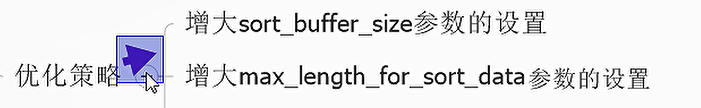 增大sort_buffer_size参数的设置
优化策略
增大max_length_for_sort_data参数的设置